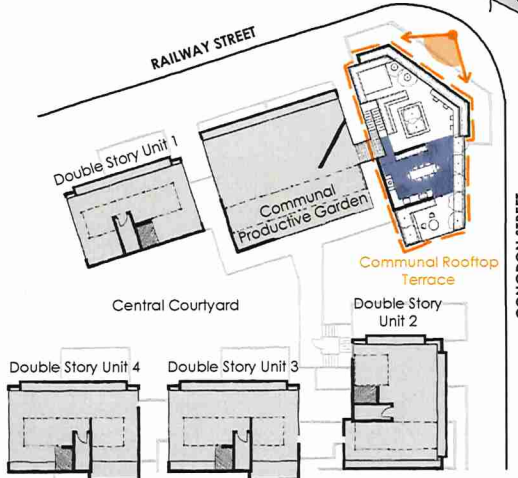 RAILWAY STREET
Double Story Unit 1
Communal
Productive Garden
Communal Rooftop
Terrace
Central Courtyard
Double Story
Unit 2
Double Story Unit 4
Double Story Unit 3
STREET